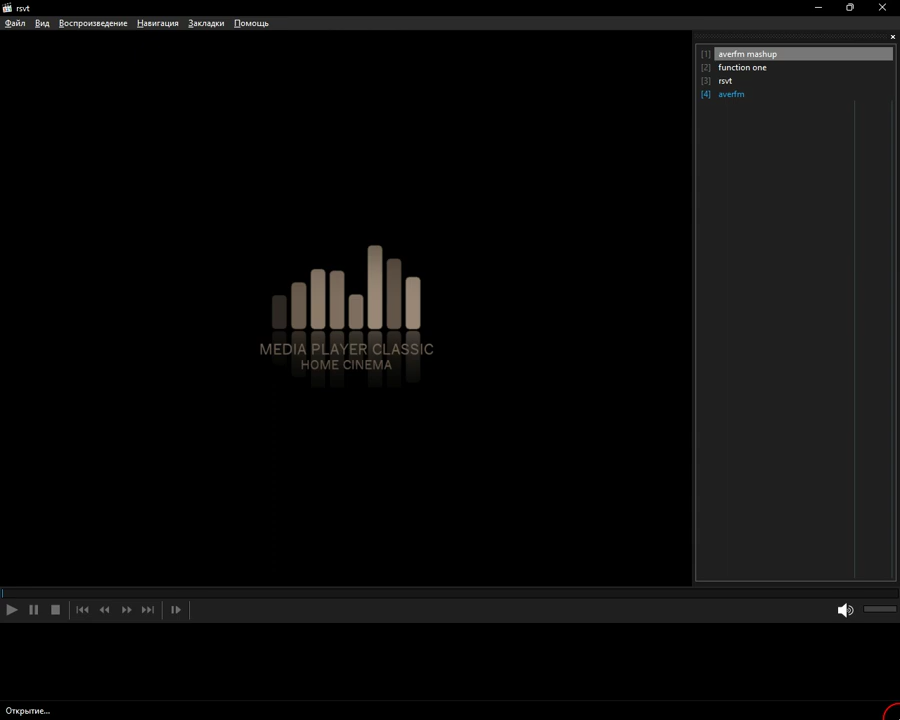 rsvt
Файл Вид Воспроизведение Навигация Закладки Помощь
[1] averfm mashup
[2] function one
[3] rsvt
[4] averfm
MEDIA PLAYER CLASSIC
HOME CINEMA
Открытие...